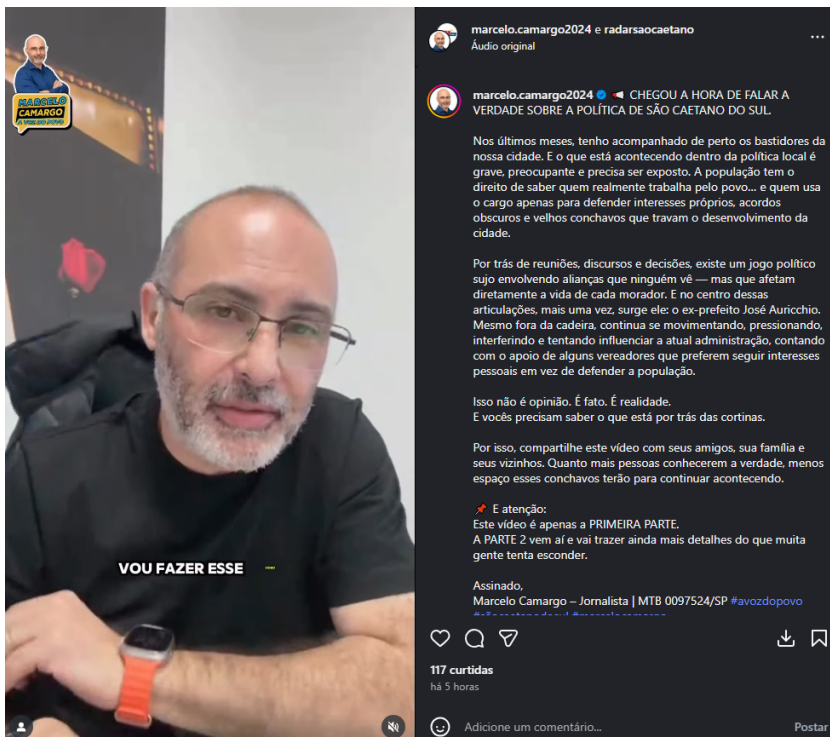 MARCELO
CAMARGO
A VOZ DO POVO
VOU FAZER ESSE
marcelo.camargo2024 e radarsaocaetano
Áudio original
marcelo.camargo2024 CHEGOU A HORA DE FALAR A
VERDADE SOBRE A POLÍTICA DE SÃO CAETANO DO SUL.
Nos últimos meses, tenho acompanhado de perto os bastidores da
nossa cidade. E o que está acontecendo dentro da política local é
grave, preocupante e precisa ser exposto. A população tem o
direito de saber quem realmente trabalha pelo povo... e quem usa
o cargo apenas para defender interesses próprios, acordos
obscuros e velhos conchavos que travam o desenvolvimento da
cidade.
Por trás de reuniões, discursos e decisões, existe um jogo político
sujo envolvendo alianças que ninguém vê — mas que afetam
diretamente a vida de cada morador. E no centro dessas
articulações, mais uma vez, surge ele: o ex-prefeito José Auricchio.
Mesmo fora da cadeira, continua se movimentando, pressionando,
interferindo e tentando influenciar a atual administração, contando
com o apoio de alguns vereadores que preferem seguir interesses
pessoais em vez de defender a população.
Isso não é opinião. É fato. É realidade.
E vocês precisam saber o que está por trás das cortinas.
Por isso, compartilhe este vídeo com seus amigos, sua família e
seus vizinhos. Quanto mais pessoas conhecerem a verdade, menos
espaço esses conchavos terão para continuar acontecendo.
📌 E atenção:
Este vídeo é apenas a PRIMEIRA PARTE.
A PARTE 2 vem aí e vai trazer ainda mais detalhes do que muita
gente tenta esconder.
Assinado,
Marcelo Camargo – Jornalista | MTB 0097524/SP #avozdopovo
117 curtidas
há 5 horas
Adicione um comentário...
Postar